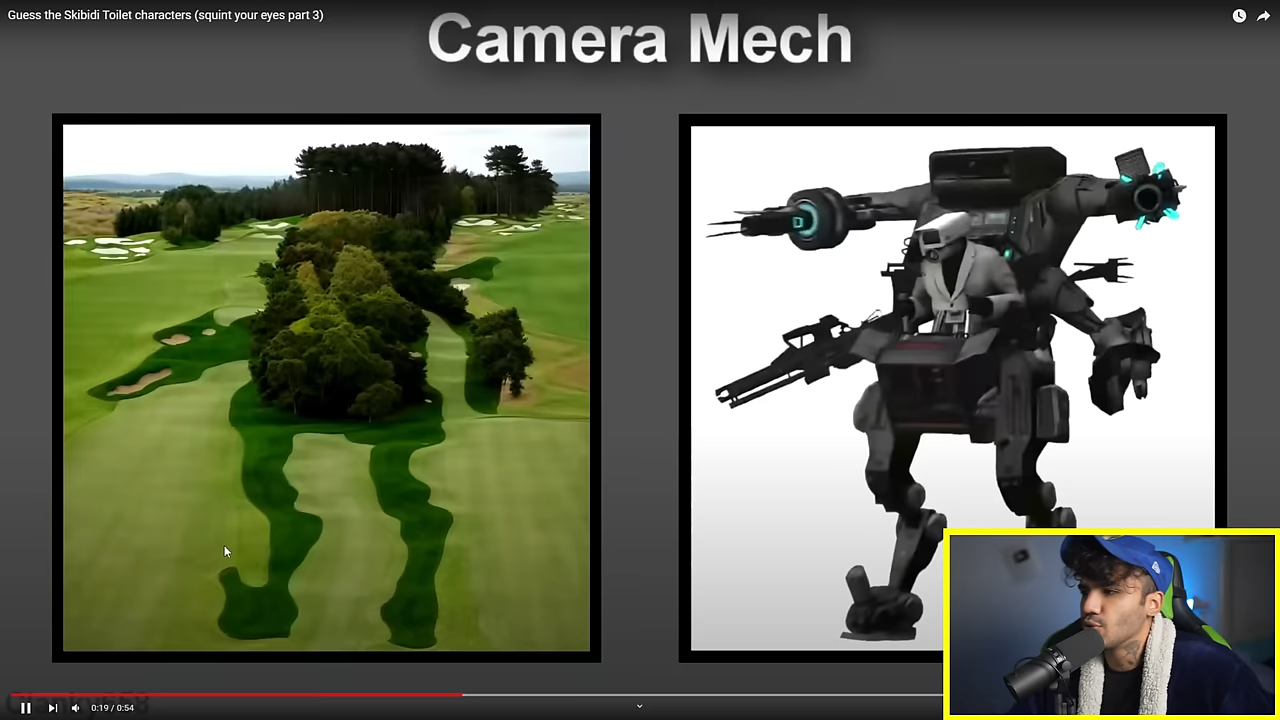 Guess the Skibidi Toilet characters (squint your eyes part 3)
Camera Mech
0:19 / 0:54